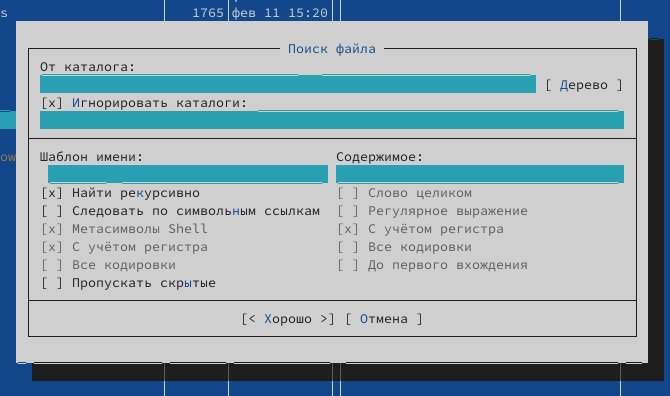 s 1765 фев 11 15:20
Поиск файла
От каталога:
[ Дерево ]
[x] Игнорировать каталоги:
ow
Шаблон имени: Содержимое:
[x] Найти рекурсивно [ ] Слово целиком
[ ] Следовать по символьным ссылкам [ ] Регулярное выражение
[x] Метасимволы Shell [x] С учётом регистра
[x] С учётом регистра [ ] Все кодировки
[ ] Все кодировки [ ] До первого вхождения
[ ] Пропускать скрытые
[< Хорошо >] [ Отмена ]